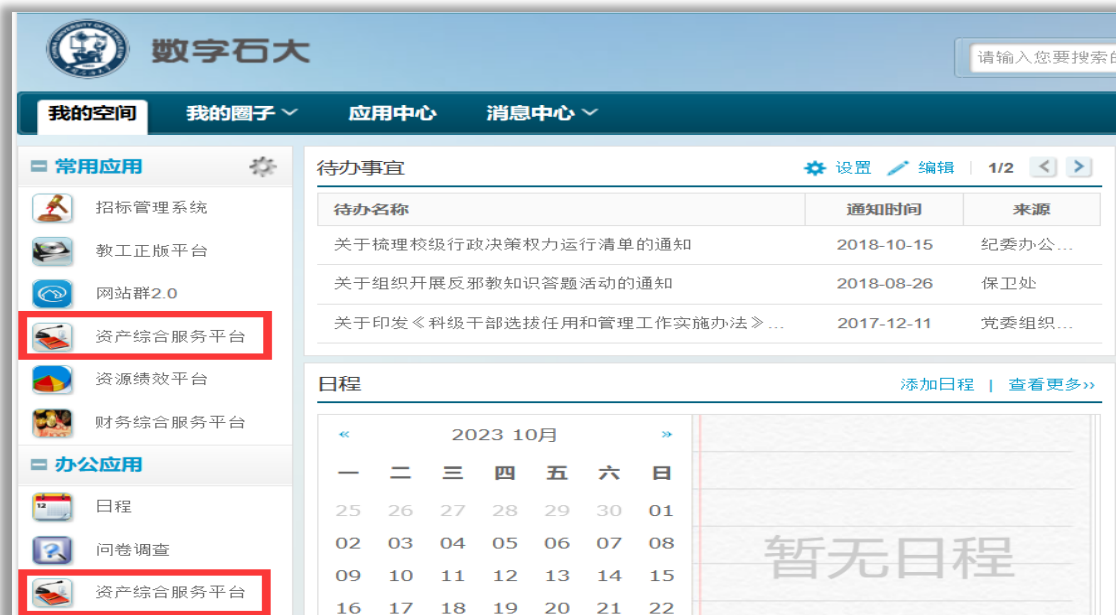 数字石大
请输入您要搜索
我的空间 我的圈子 应用中心 消息中心
常用应用
招标管理系统
教工正版平台
网站群2.0
资产综合服务平台
资源绩效平台
财务综合服务平台
办公应用
12
日程
问卷调查
资产综合服务平台
待办事宜 设置 编辑 | 1/2 < >
待办名称 通知时间 来源
关于梳理校级行政决策权力运行清单的通知 2018-10-15 纪委办公...
关于组织开展反邪教知识答题活动的通知 2018-08-26 保卫处
关于印发《科级干部选拔任用和管理工作实施办法》... 2017-12-11 党委组织...
日程 添加日程 | 查看更多››
« 2023 10月 »
一 二 三 四 五 六 日
25 26 27 28 29 30 01
02 03 04 05 06 07 08
09 10 11 12 13 14 15
16 17 18 19 20 21 22
暂无日程